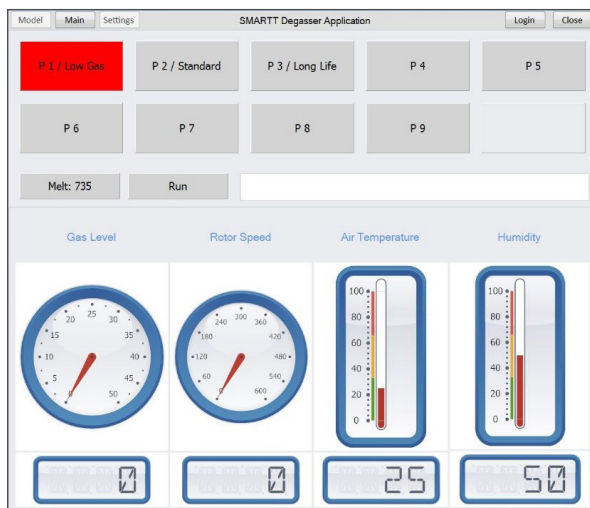 Model Main Settings SMARTT Degasser Application Login Close
P 1 / Low Gas P 2 / Standard P 3 / Long Life P 4 P 5
P 6 P 7 P 8 P 9
Melt: 735 Run
Gas Level Rotor Speed Air Temperature Humidity
0 5 10 15 20 25 30 35 40 45 50
0 60 120 180 240 300 360 420 480 540 600
100 80 60 40 20 0
100 80 60 40 20 0
0 0 25 50